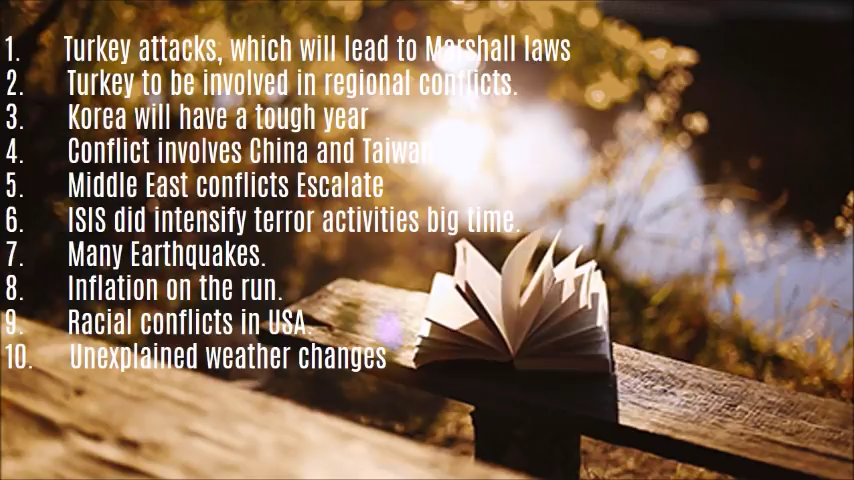 1. Turkey attacks, which will lead to Marshall laws
2. Turkey to be involved in regional conflicts.
3. Korea will have a tough year
4. Conflict involves China and Taiwan
5. Middle East conflicts Escalate
6. ISIS did intensify terror activities big time.
7. Many Earthquakes.
8. Inflation on the run.
9. Racial conflicts in USA.
10. Unexplained weather changes